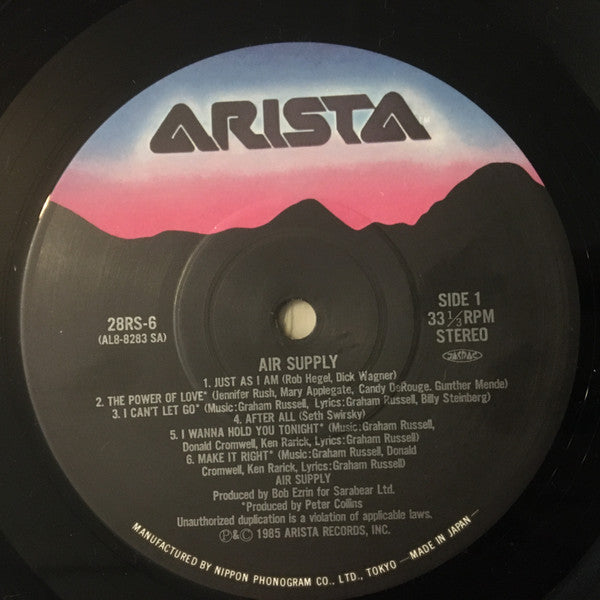 ARISTA
28RS-6
(AL8-8283 SA)
SIDE 1
33 1/3 RPM
STEREO
JASRAC
AIR SUPPLY
1. JUST AS I AM (Rob Hegel, Dick Wagner)
2. THE POWER OF LOVE* (Jennifer Rush, Mary Applegate, Candy DeRouge. Gunther Mende)
3. I CAN'T LET GO* (Music:Graham Russell, Lyrics:Graham Russell, Billy Steinberg)
4. AFTER ALL (Seth Swirsky)
5. I WANNA HOLD YOU TONIGHT* (Music:Graham Russell,
Donald Cromwell, Ken Rarick, Lyrics:Graham Russell)
6. MAKE IT RIGHT* (Music:Graham Russell, Donald
Cromwell, Ken Rarick, Lyrics:Graham Russell)
AIR SUPPLY
Produced by Bob Ezrin for Sarabear Ltd.
*Produced by Peter Collins
Unauthorized duplication is a violation of applicable laws.
Ⓟ&© 1985 ARISTA RECORDS, INC.
MANUFACTURED BY NIPPON PHONOGRAM CO., LTD., TOKYO —MADE IN JAPAN—